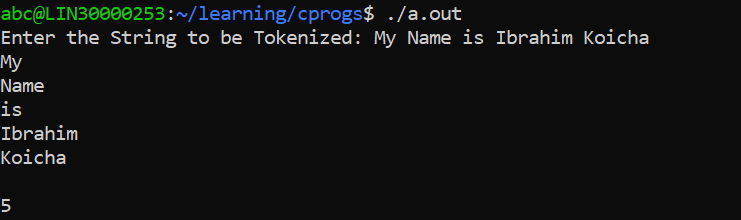 abc@LIN30000253:~/learning/cprogs$ ./a.out
Enter the String to be Tokenized: My Name is Ibrahim Koicha
My
Name
is
Ibrahim
Koicha
5